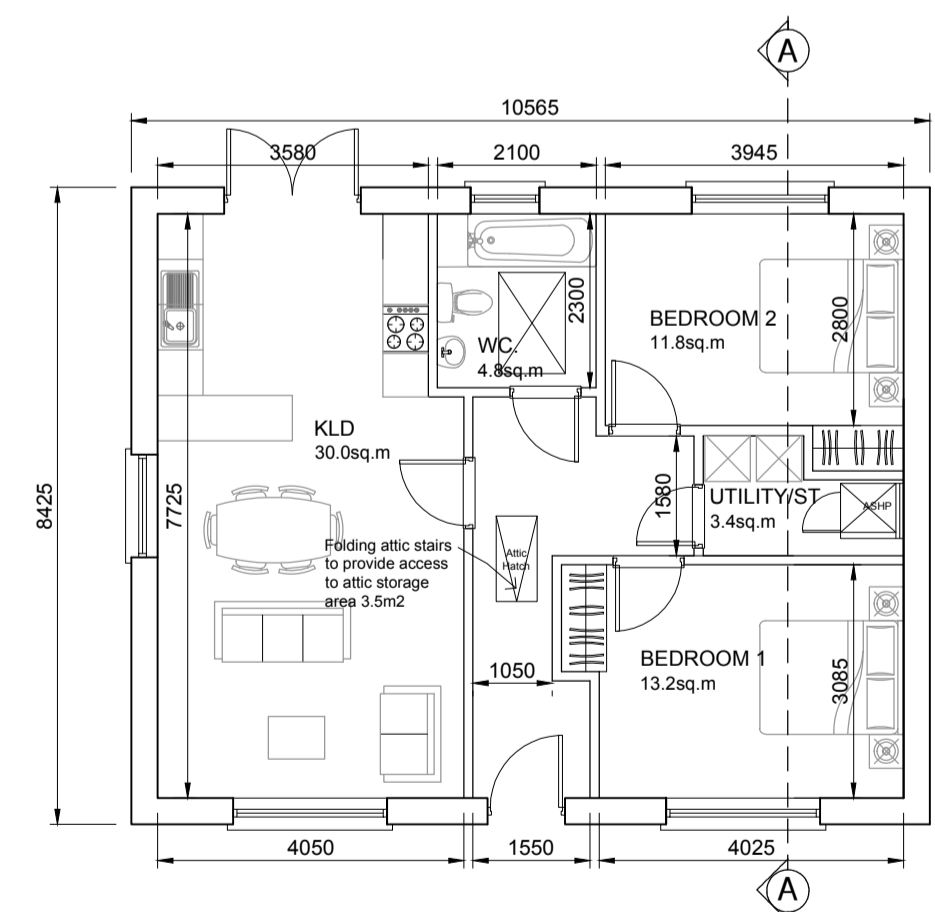 A
10565
3580
2100
3945
8425
7725
2300
2800
BEDROOM 2
11.8sq.m
WC.
4.8sq.m
KLD
30.0sq.m
1580
UTILITY/ST
3.4sq.m
ASHP
Folding attic stairs
to provide access
to attic storage
area 3.5m2
Attic
Hatch
1050
BEDROOM 1
13.2sq.m
3085
4050
1550
4025
A